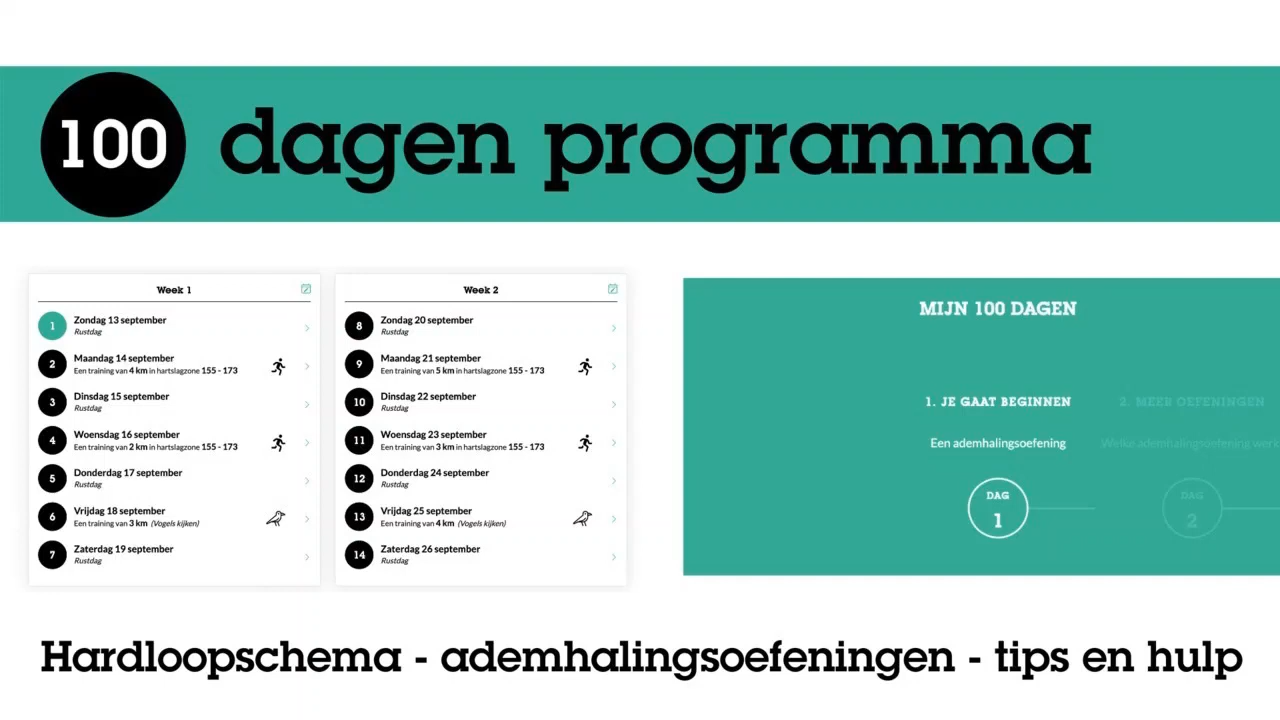 100 dagen programma
Week 1
1 Zondag 13 september
Rustdag
2 Maandag 14 september
Een training van 4 km in hartslagzone 155 - 173
3 Dinsdag 15 september
Rustdag
4 Woensdag 16 september
Een training van 2 km in hartslagzone 155 - 173
5 Donderdag 17 september
Rustdag
6 Vrijdag 18 september
Een training van 3 km (Vogels kijken)
7 Zaterdag 19 september
Rustdag
Week 2
8 Zondag 20 september
Rustdag
9 Maandag 21 september
Een training van 5 km in hartslagzone 155 - 173
10 Dinsdag 22 september
Rustdag
11 Woensdag 23 september
Een training van 3 km in hartslagzone 155 - 173
12 Donderdag 24 september
Rustdag
13 Vrijdag 25 september
Een training van 4 km (Vogels kijken)
14 Zaterdag 26 september
Rustdag
MIJN 100 DAGEN
1. JE GAAT BEGINNEN
Een ademhalingsoefening
DAG
1
2. MEER OEFENINGEN
Welke ademhalingsoefening
DAG
2
Hardloopschema - ademhalingsoefeningen - tips en hulp